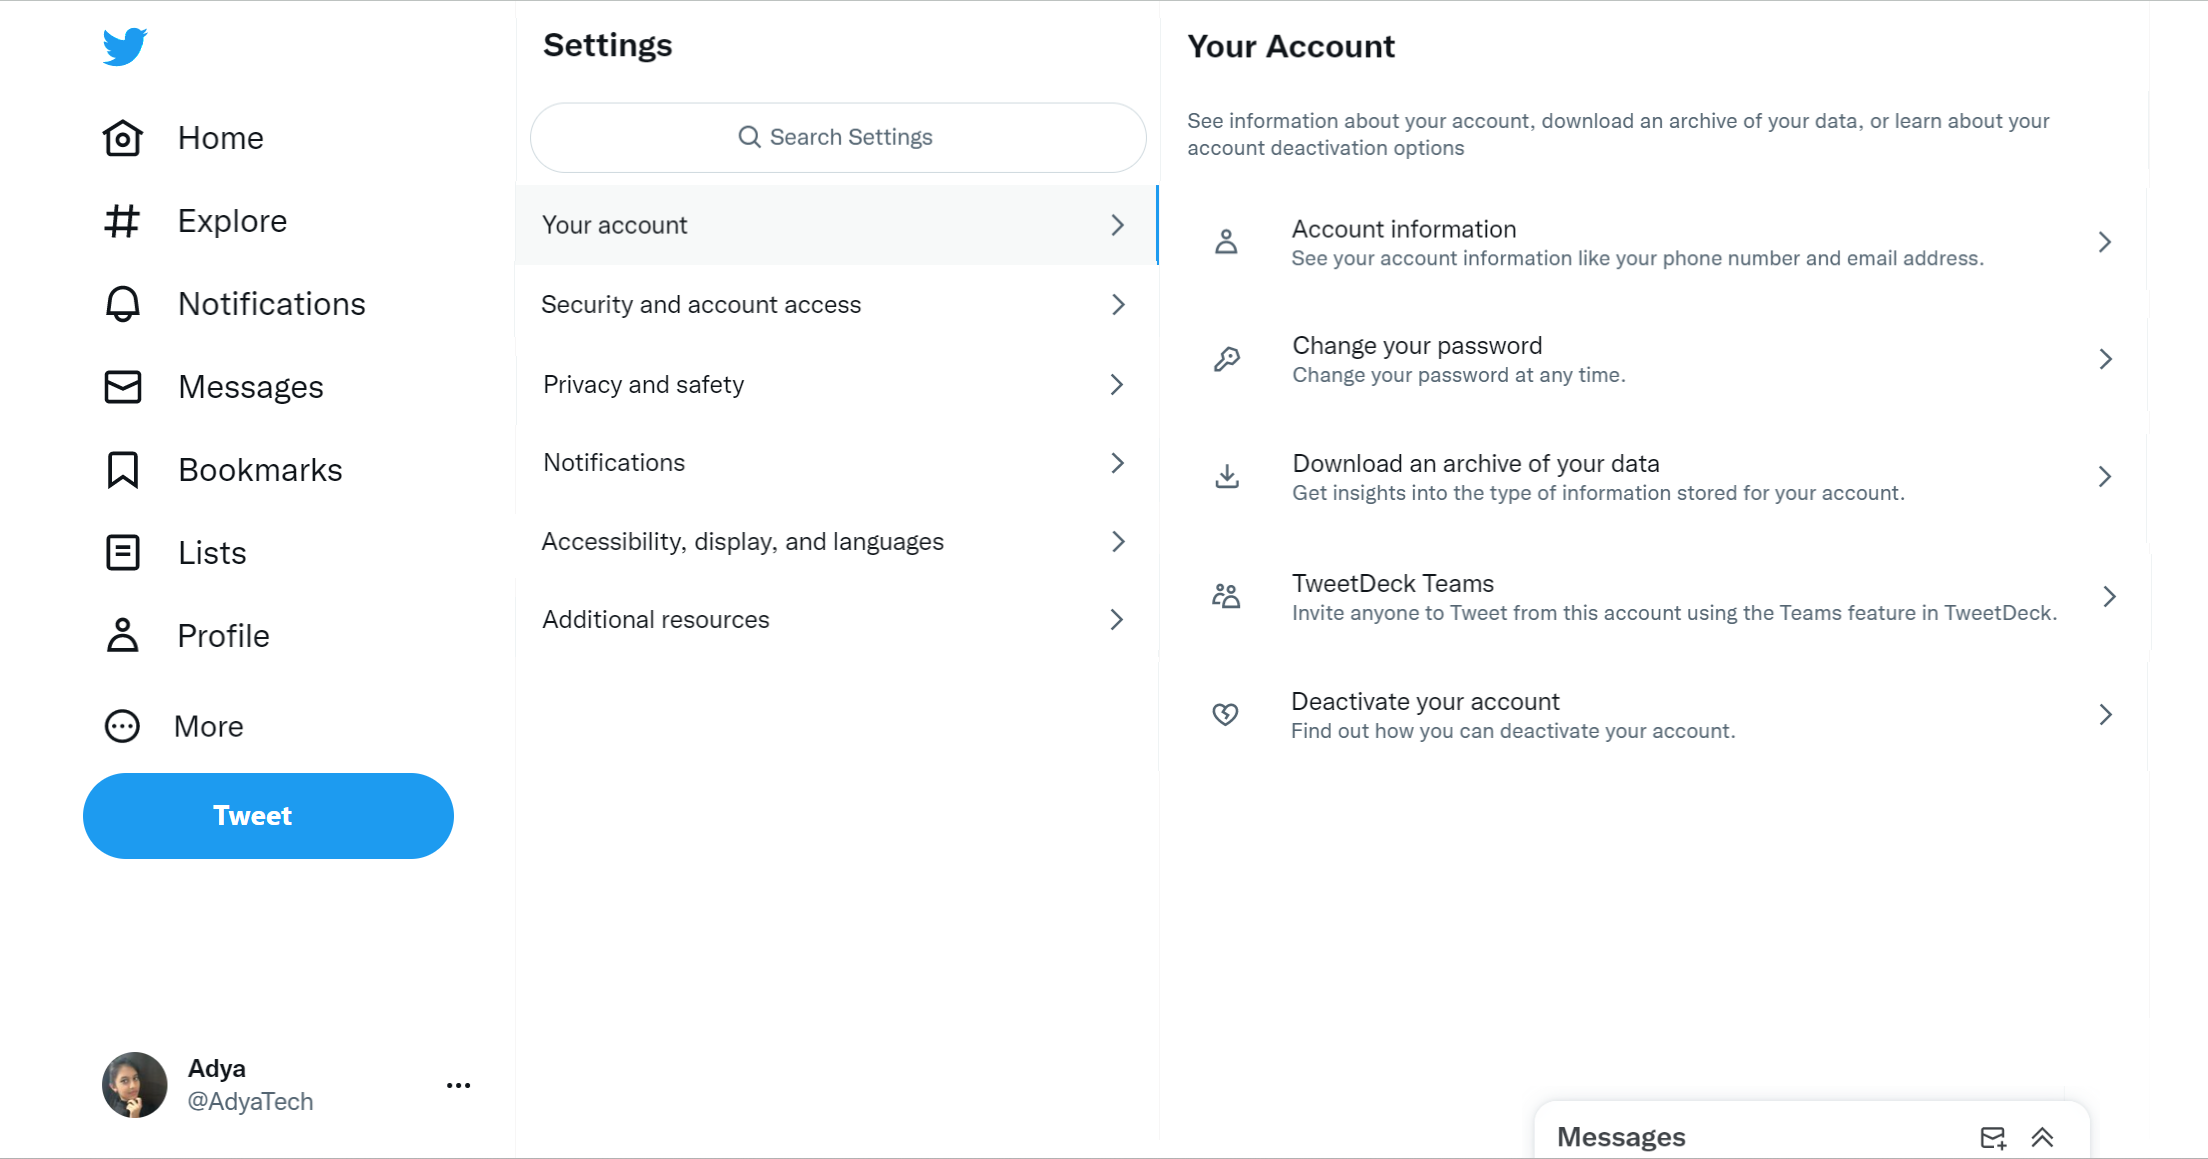 Home
Explore
Notifications
Messages
Bookmarks
Lists
Profile
More
Tweet
Adya
@AdyaTech
Settings
Search Settings
Your account
Security and account access
Privacy and safety
Notifications
Accessibility, display, and languages
Additional resources
Your Account
See information about your account, download an archive of your data, or learn about your
account deactivation options
Account information
See your account information like your phone number and email address.
Change your password
Change your password at any time.
Download an archive of your data
Get insights into the type of information stored for your account.
TweetDeck Teams
Invite anyone to Tweet from this account using the Teams feature in TweetDeck.
Deactivate your account
Find out how you can deactivate your account.
Messages